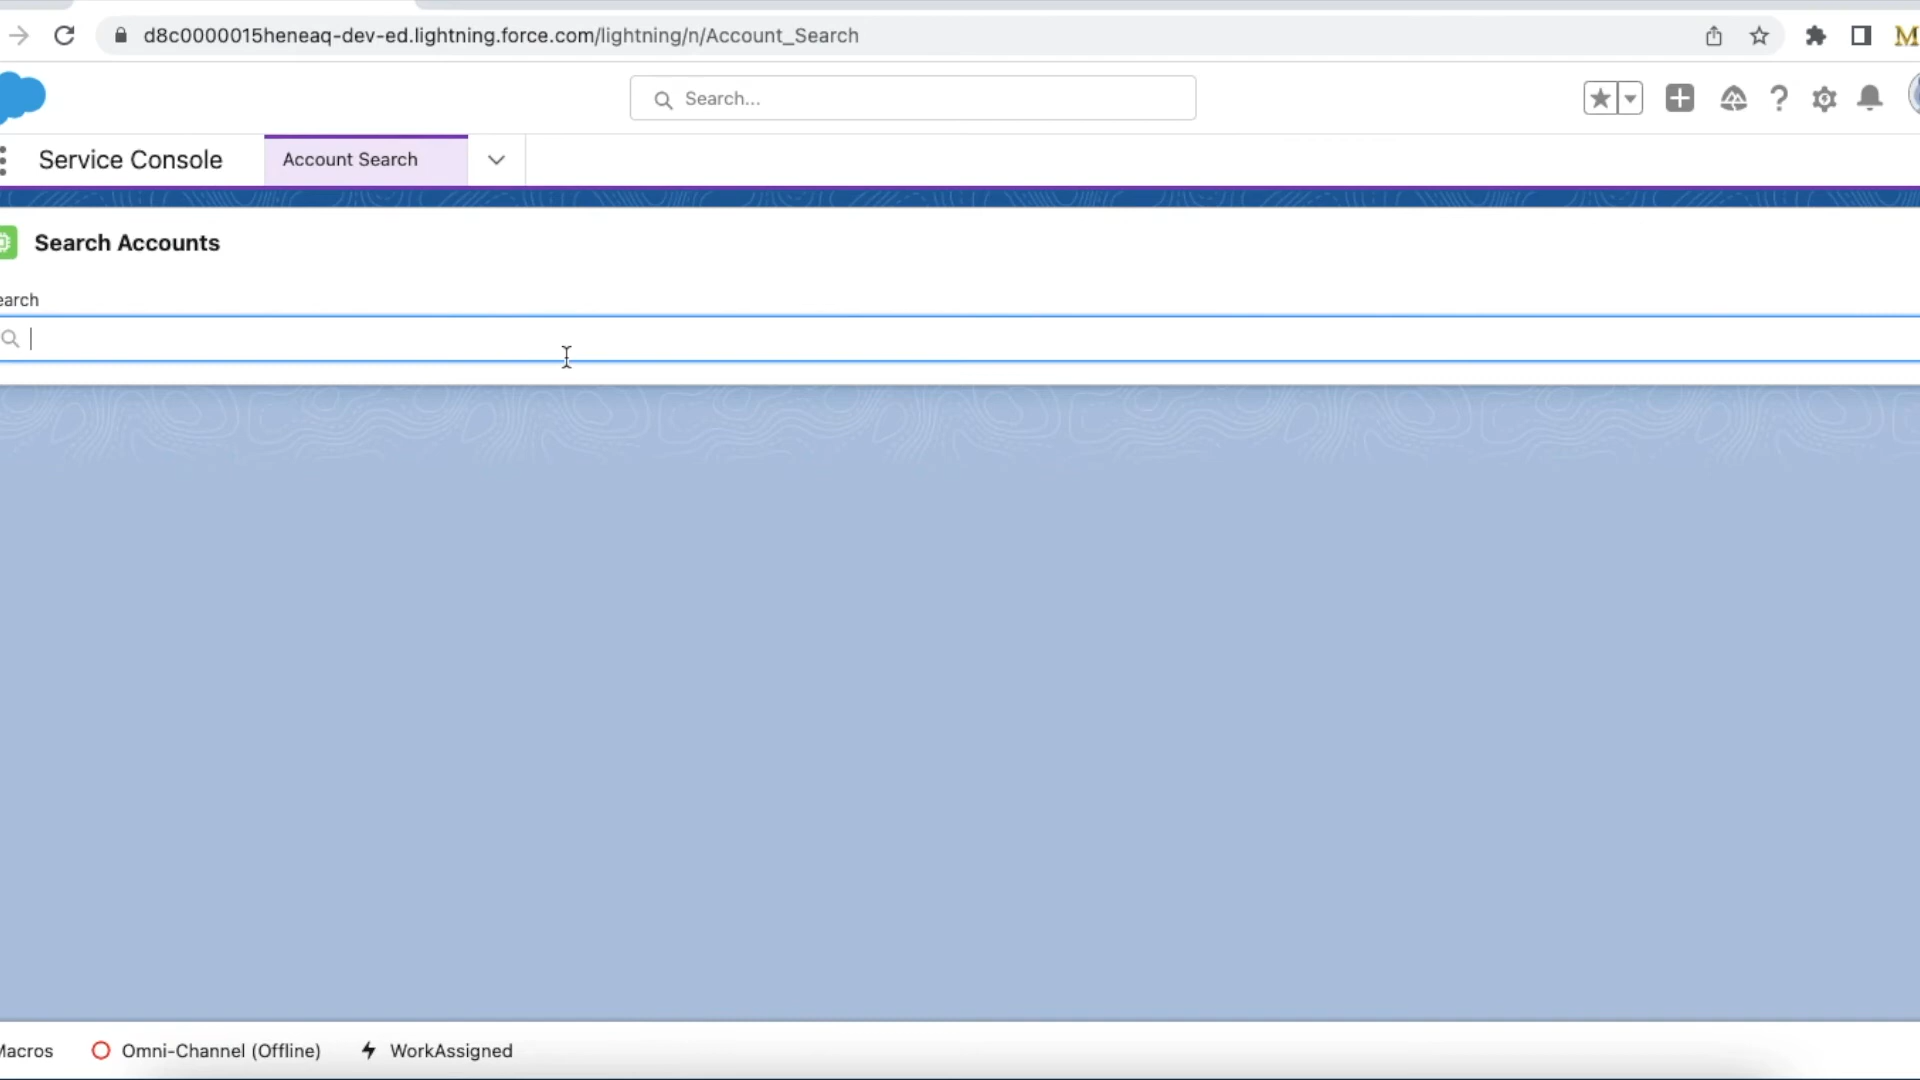 d8c0000015heneaq-dev-ed.lightning.force.com/lightning/n/Account_Search
M
Search...
Service Console
Account Search
Search Accounts
earch
Macros
Omni-Channel (Offline)
WorkAssigned